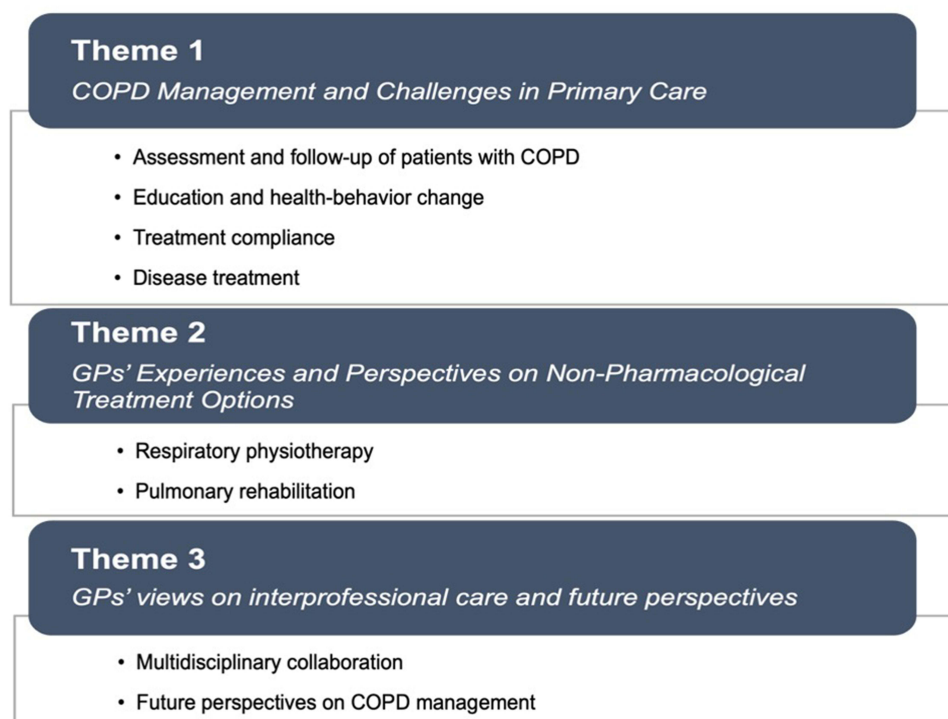 Theme 1
COPD Management and Challenges in Primary Care
• Assessment and follow-up of patients with COPD
• Education and health-behavior change
• Treatment compliance
• Disease treatment
Theme 2
GPs' Experiences and Perspectives on Non-Pharmacological
Treatment Options
• Respiratory physiotherapy
• Pulmonary rehabilitation
Theme 3
GPs' views on interprofessional care and future perspectives
• Multidisciplinary collaboration
• Future perspectives on COPD management